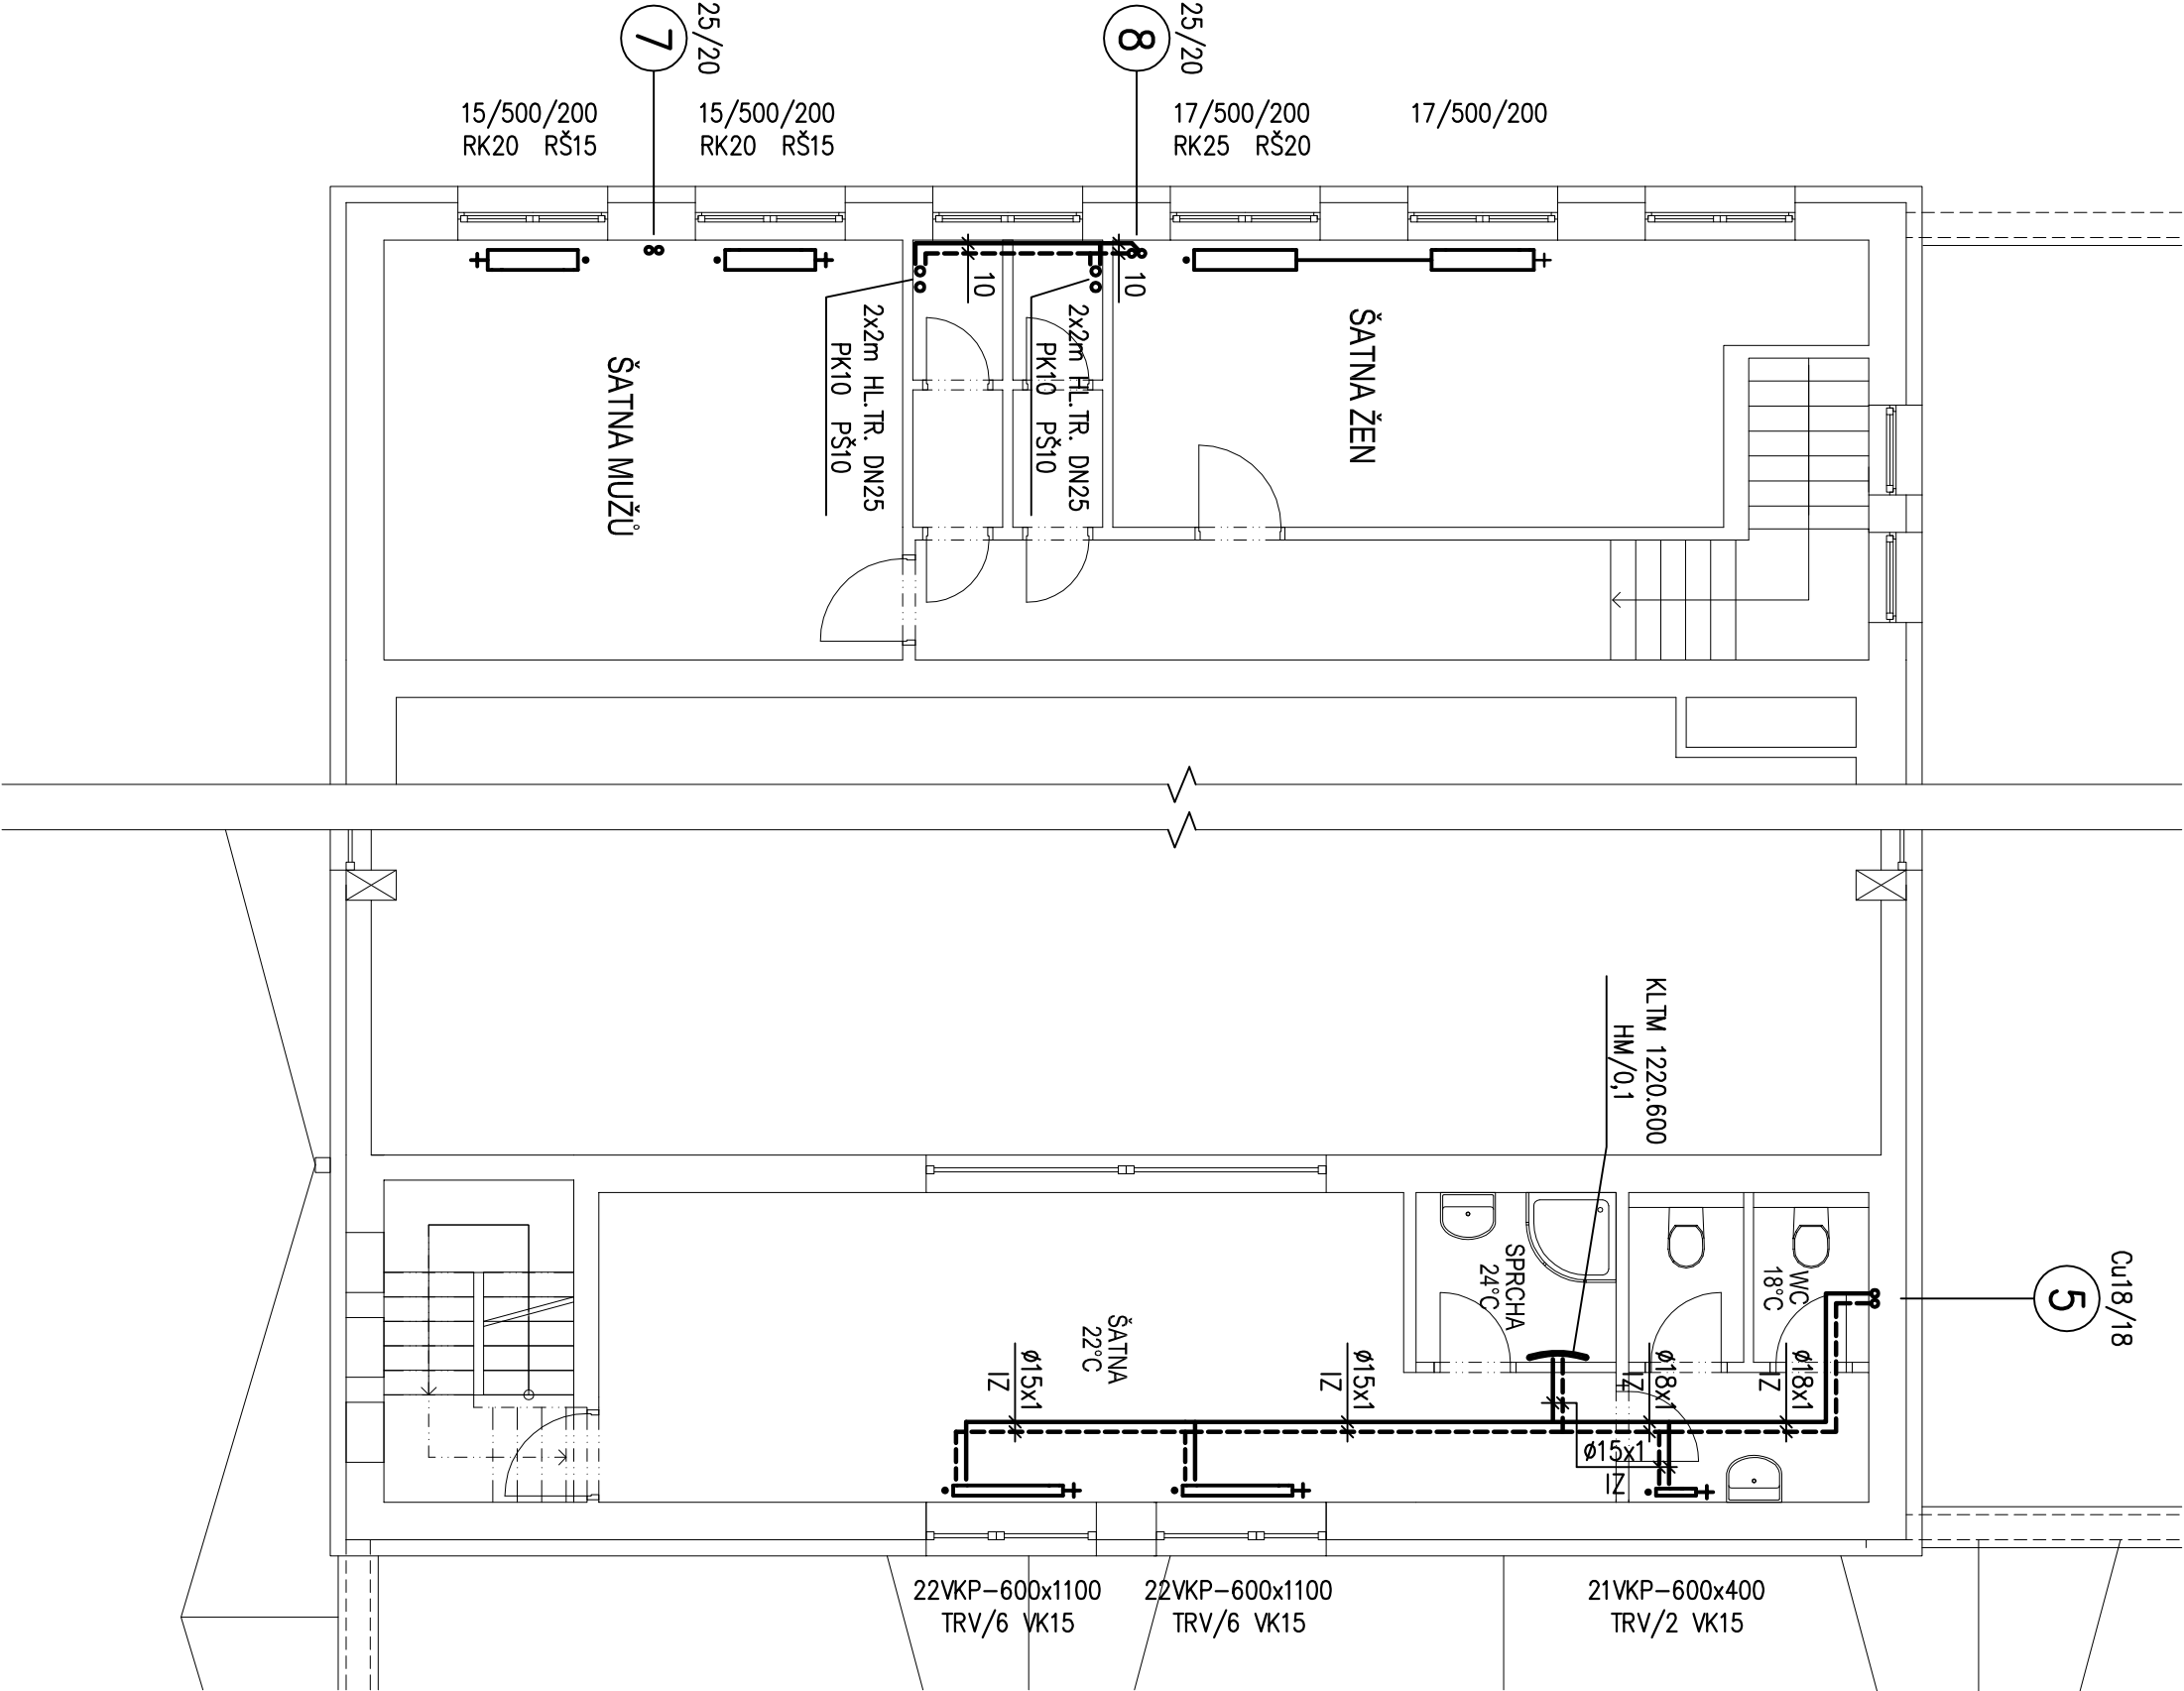 25/20
7
25/20
8
15/500/200
RK20 RŠ15
15/500/200
RK20 RŠ15
17/500/200
RK25 RŠ20
17/500/200
10
10
2x2m HL.TR. DN25
PK10 PŠ10
2x2m HL.TR. DN25
PK10 PŠ10
ŠATNA MUŽŮ
ŠATNA ŽEN
KLTM 1220.600
HM/0,1
Cu18/18
5
SPRCHA
24°C
WC
18°C
ŠATNA
22°C
ø15x1
IZ
ø15x1
IZ
ø18x1
IZ
ø18x1
IZ
ø15x1
IZ
22VKP-600x1100
TRV/6 VK15
22VKP-600x1100
TRV/6 VK15
21VKP-600x400
TRV/2 VK15